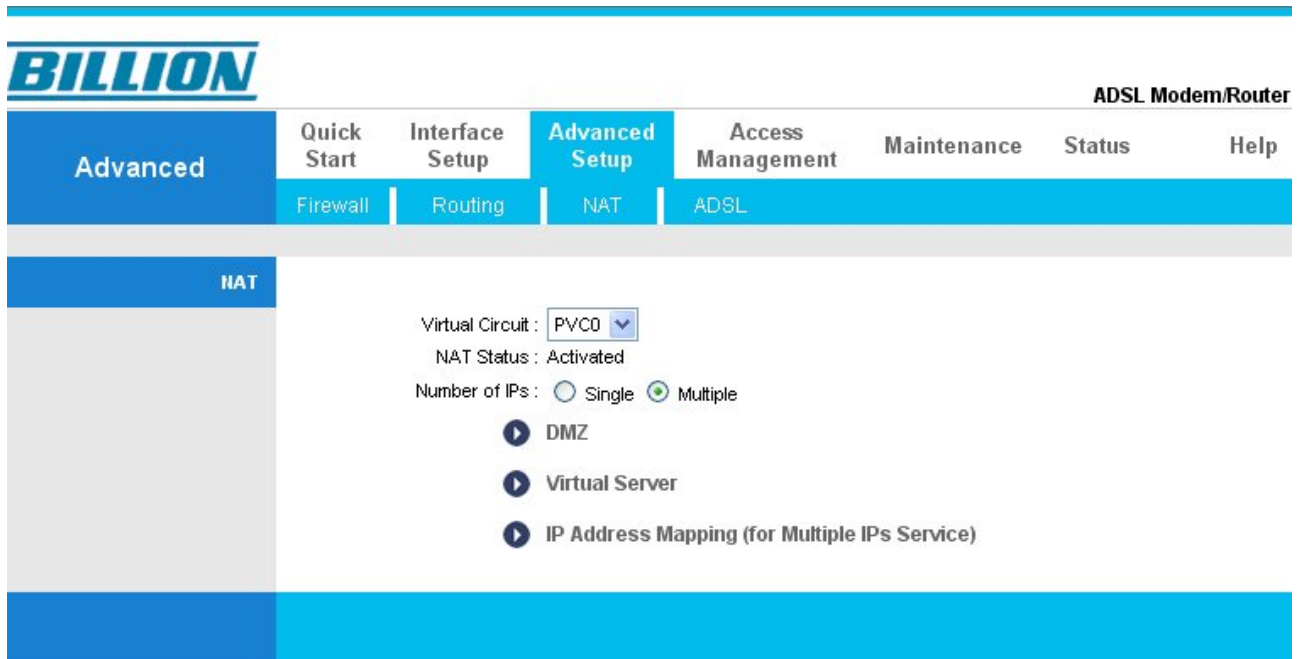 BILLION
ADSL Modem/Router
Advanced
Quick Start
Interface Setup
Advanced Setup
Access Management
Maintenance
Status
Help
Firewall
Routing
NAT
ADSL
NAT
Virtual Circuit : PVC0
NAT Status : Activated
Number of IPs : Single Multiple
DMZ
Virtual Server
IP Address Mapping (for Multiple IPs Service)